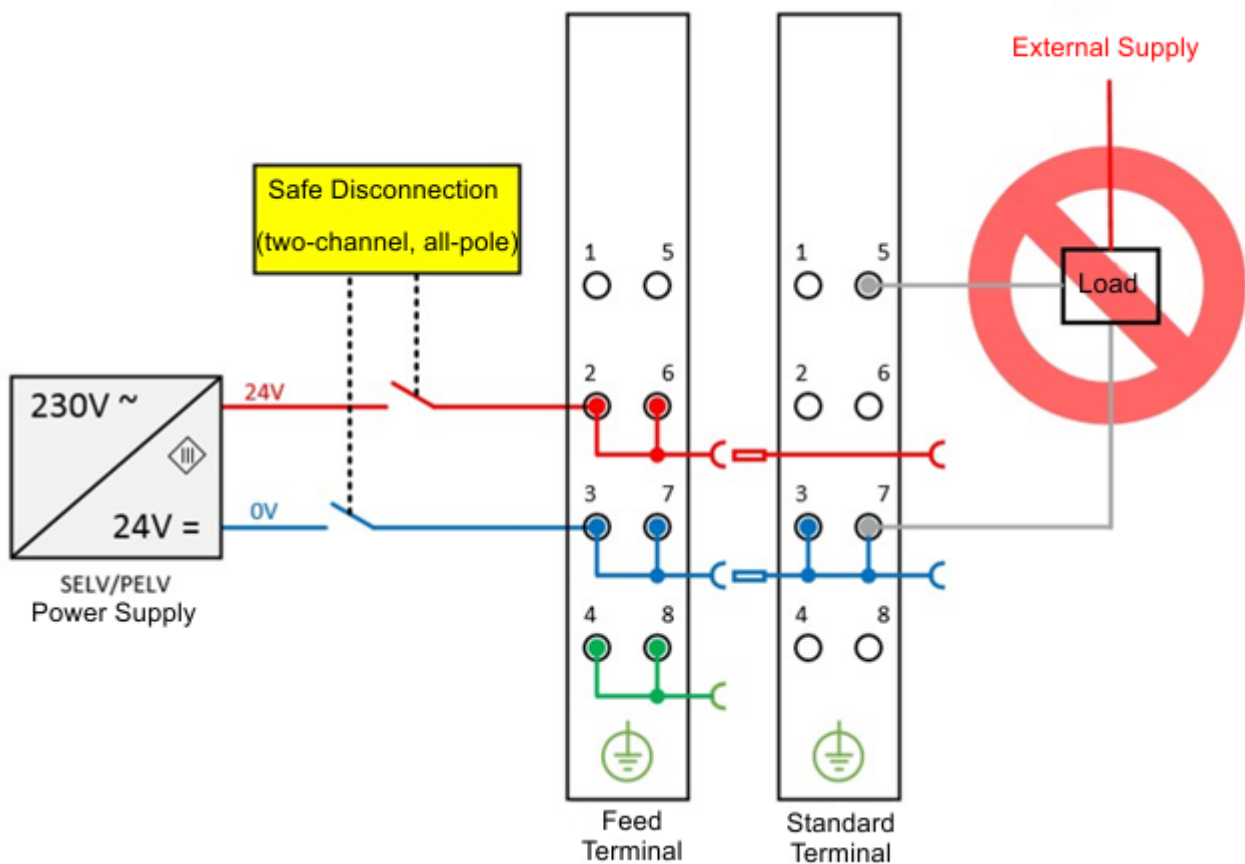 External Supply
Safe Disconnection
(two-channel, all-pole)
1 5
1 5
Load
230V ~
24V
2 6
2 6
III
24V =
0V
3 7
3 7
SELV/PELV
Power Supply
4 8
4 8
Feed
Terminal
Standard
Terminal